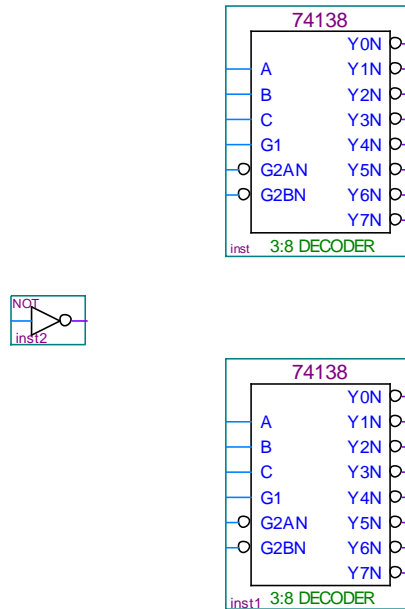 74138
Y0N
A Y1N
B Y2N
C Y3N
G1 Y4N
G2AN Y5N
G2BN Y6N
Y7N
inst 3:8 DECODER
NOT
inst2
74138
Y0N
A Y1N
B Y2N
C Y3N
G1 Y4N
G2AN Y5N
G2BN Y6N
Y7N
inst1 3:8 DECODER